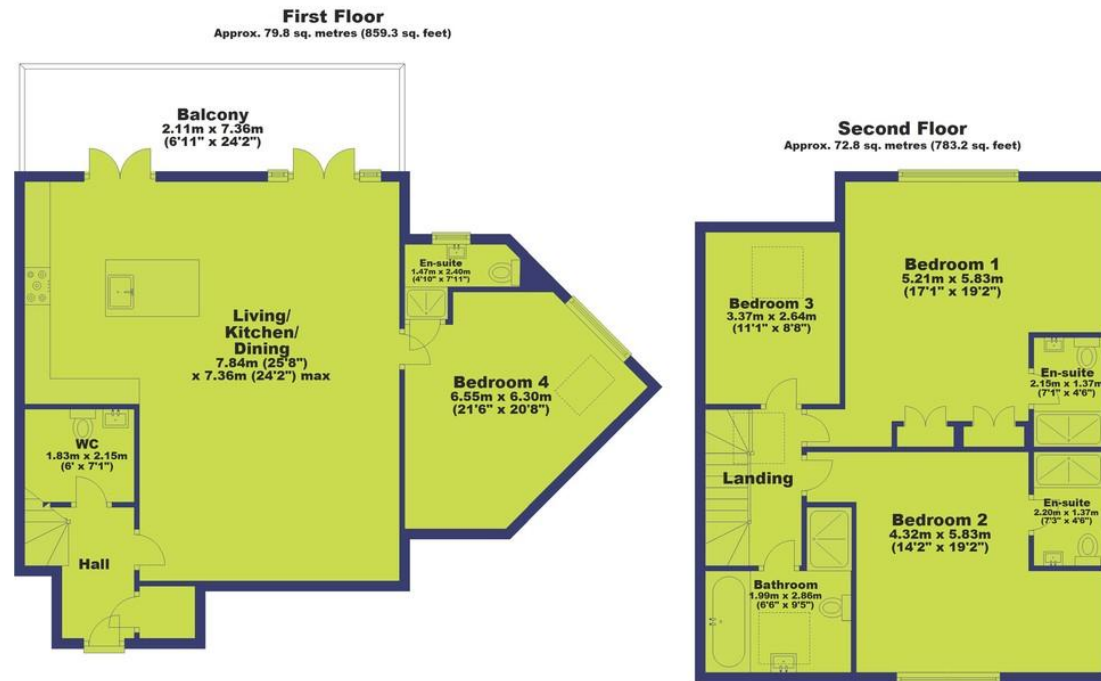 First Floor
Approx. 79.8 sq. metres (859.3 sq. feet)
Balcony
2.11m x 7.36m
(6'11" x 24'2")
En-suite
1.47m x 2.40m
(4'10" x 7'11")
Living/
Kitchen/
Dining
7.84m (25'8")
x 7.36m (24'2") max
Bedroom 4
6.55m x 6.30m
(21'6" x 20'8")
WC
1.83m x 2.15m
(6' x 7'1")
Hall
Second Floor
Approx. 72.8 sq. metres (783.2 sq. feet)
Bedroom 1
5.21m x 5.83m
(17'1" x 19'2")
Bedroom 3
3.37m x 2.64m
(11'1" x 8'8")
En-suite
2.15m x 1.37m
(7'1" x 4'6")
Landing
Bedroom 2
4.32m x 5.83m
(14'2" x 19'2")
En-suite
2.20m x 1.37m
(7'3" x 4'6")
Bathroom
1.99m x 2.86m
(6'6" x 9'5")